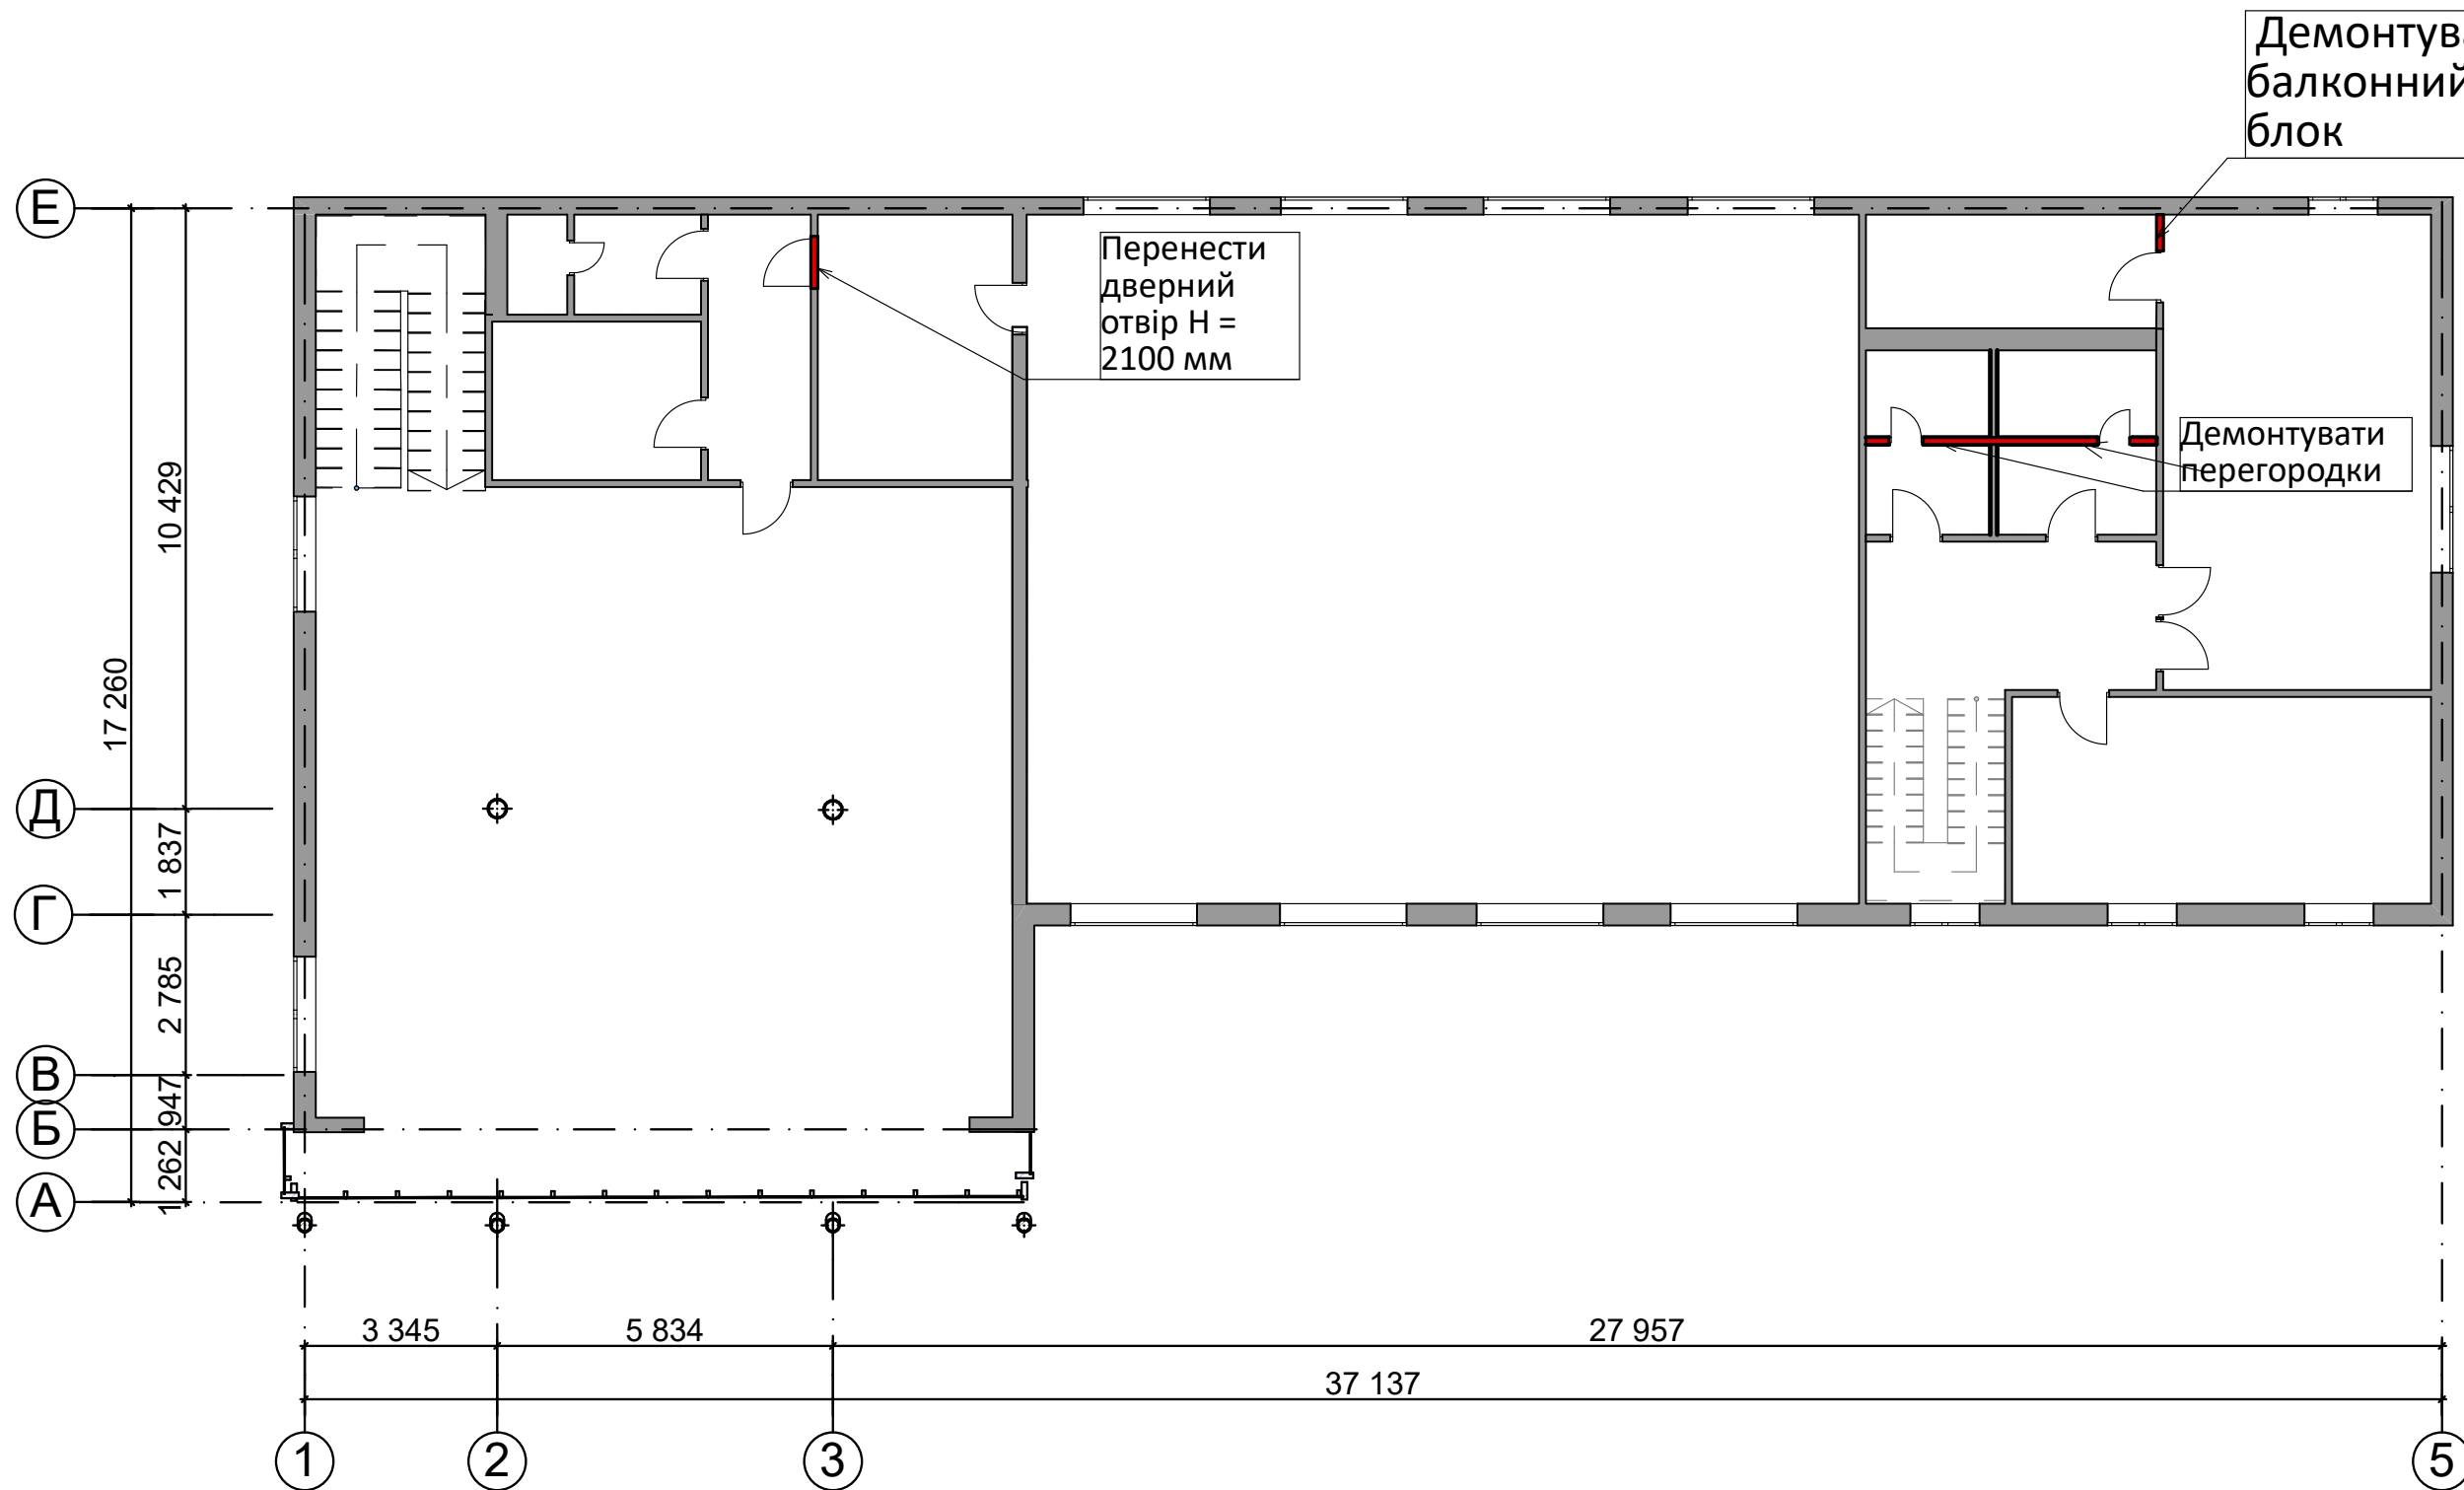 Демонтува
балконний
блок
Е
Перенести
дверний
отвір H =
2100 мм
Демонтувати
перегородки
10 429
17 260
Д
1 837
Г
2 785
В
947
Б
1 262
А
3 345
5 834
27 957
37 137
1
2
3
5